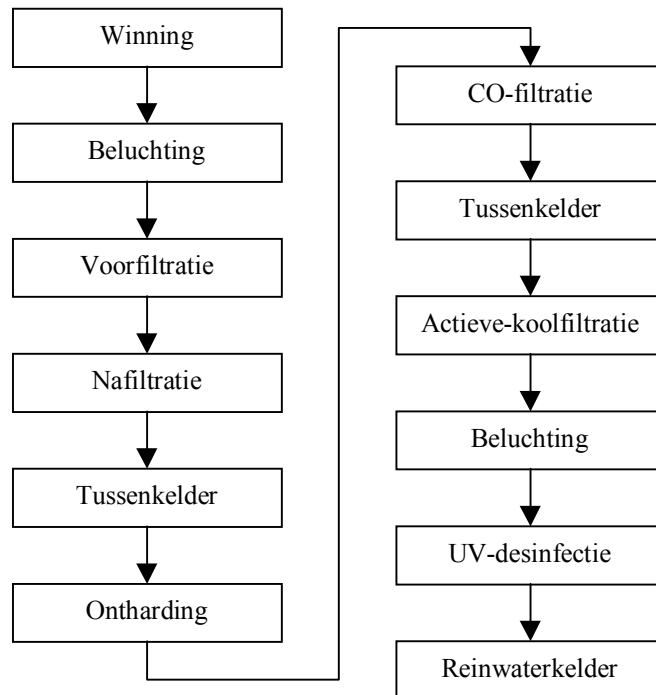 Winning
Beluchting
Voorfiltratie
Nafiltratie
Tussenkelder
Ontharding
CO-filtratie
Tussenkelder
Actieve-koolfiltratie
Beluchting
UV-desinfectie
Reinwaterkelder